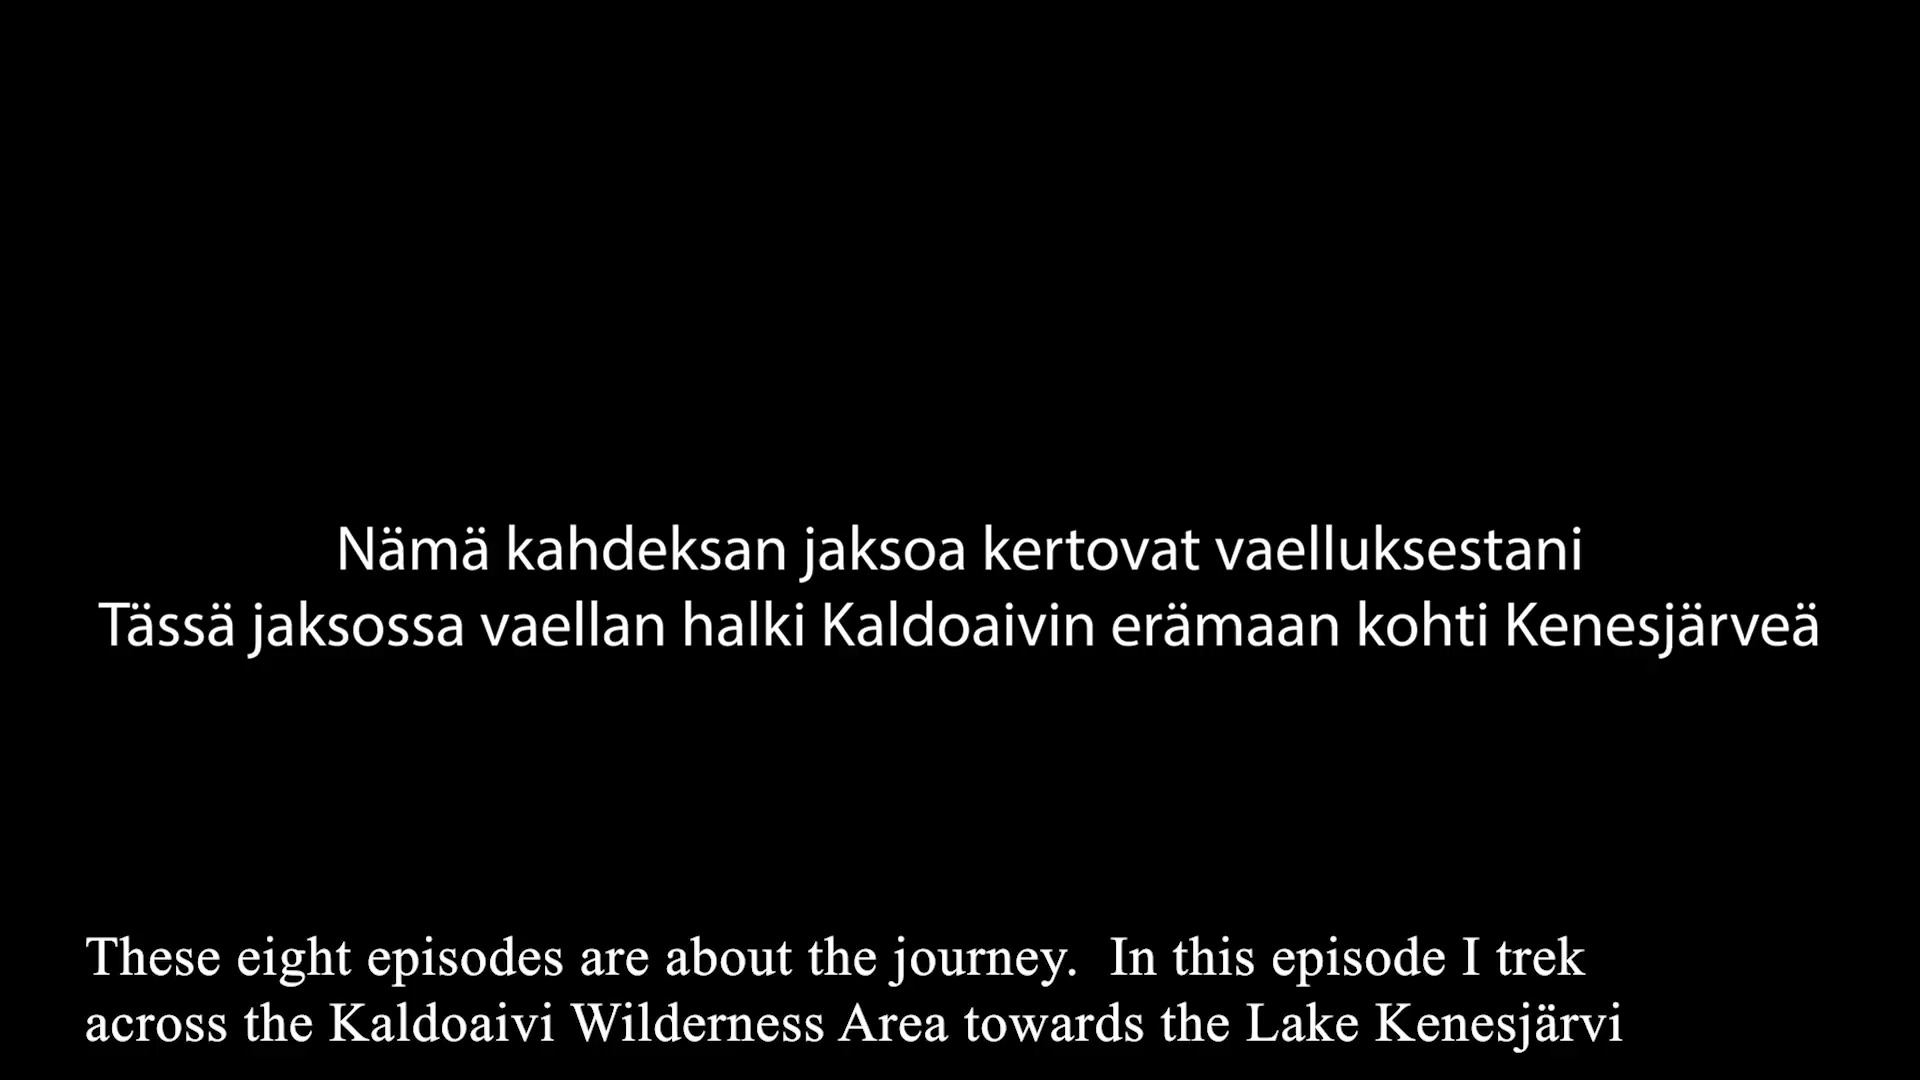 Nämä kahdeksan jaksoa kertovat vaelluksestani
Tässä jaksossa vaellan halki Kaldoaivin erämaan kohti Kenesjärveä
These eight episodes are about the journey.  In this episode I trek
across the Kaldoaivi Wilderness Area towards the Lake Kenesjärvi